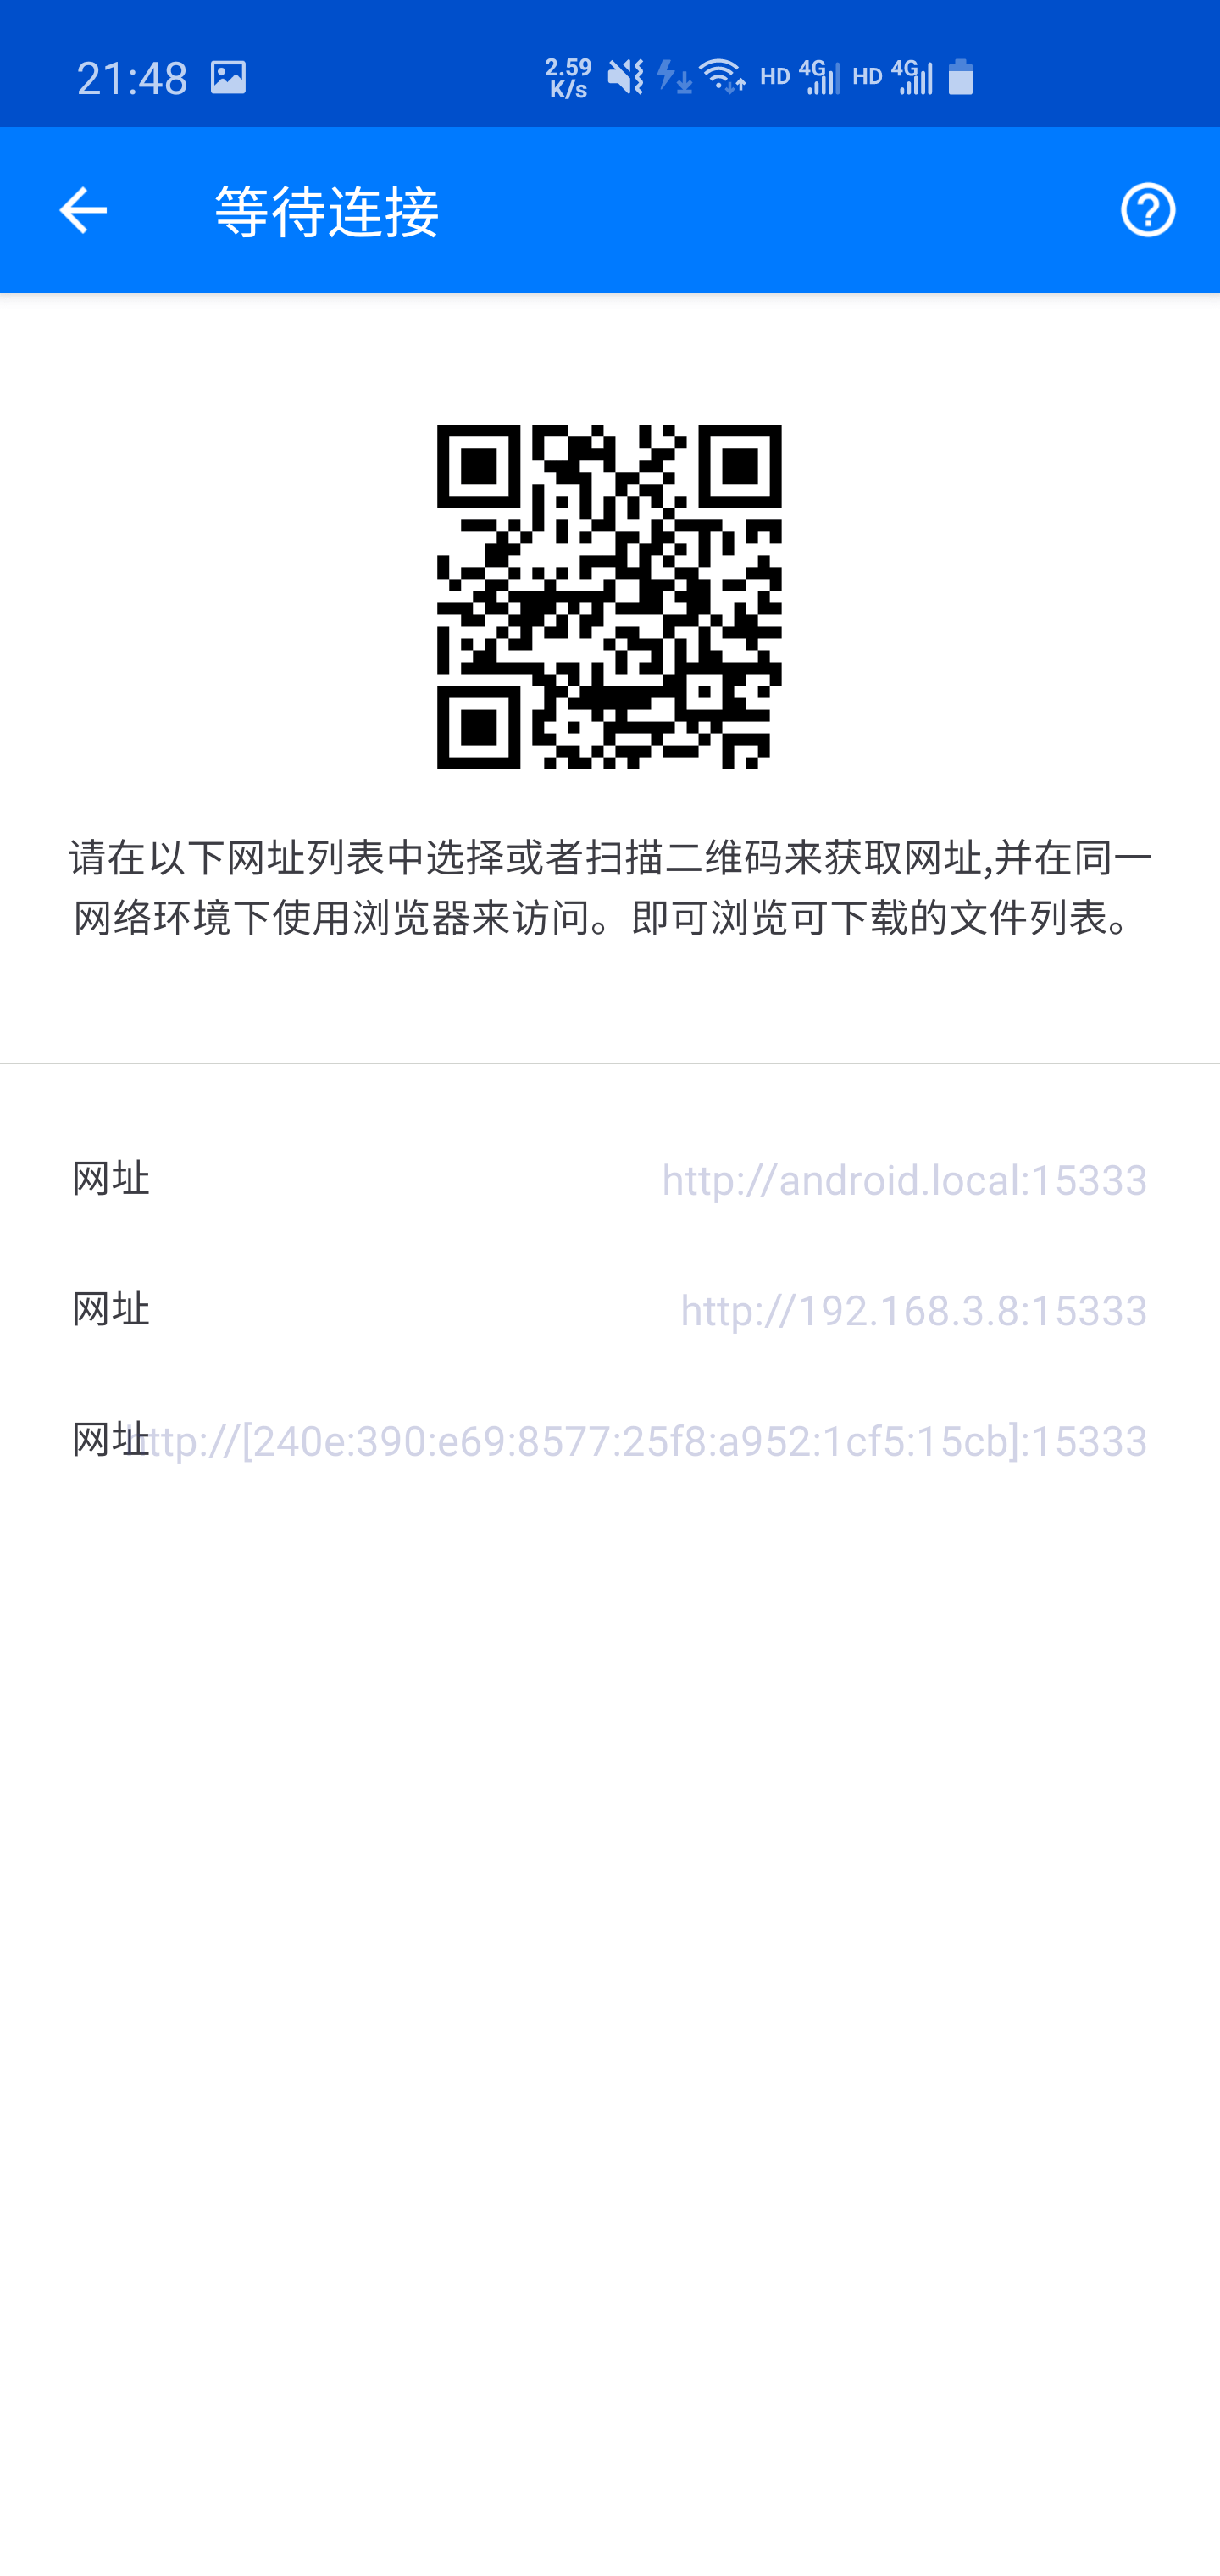 21:48
2.59 K/s HD 4G HD 4G
等待连接
请在以下网址列表中选择或者扫描二维码来获取网址,并在同一
网络环境下使用浏览器来访问。即可浏览可下载的文件列表。
网址 http://android.local:15333
网址 http://192.168.3.8:15333
网址 http://[240e:390:e69:8577:25f8:a952:1cf5:15cb]:15333